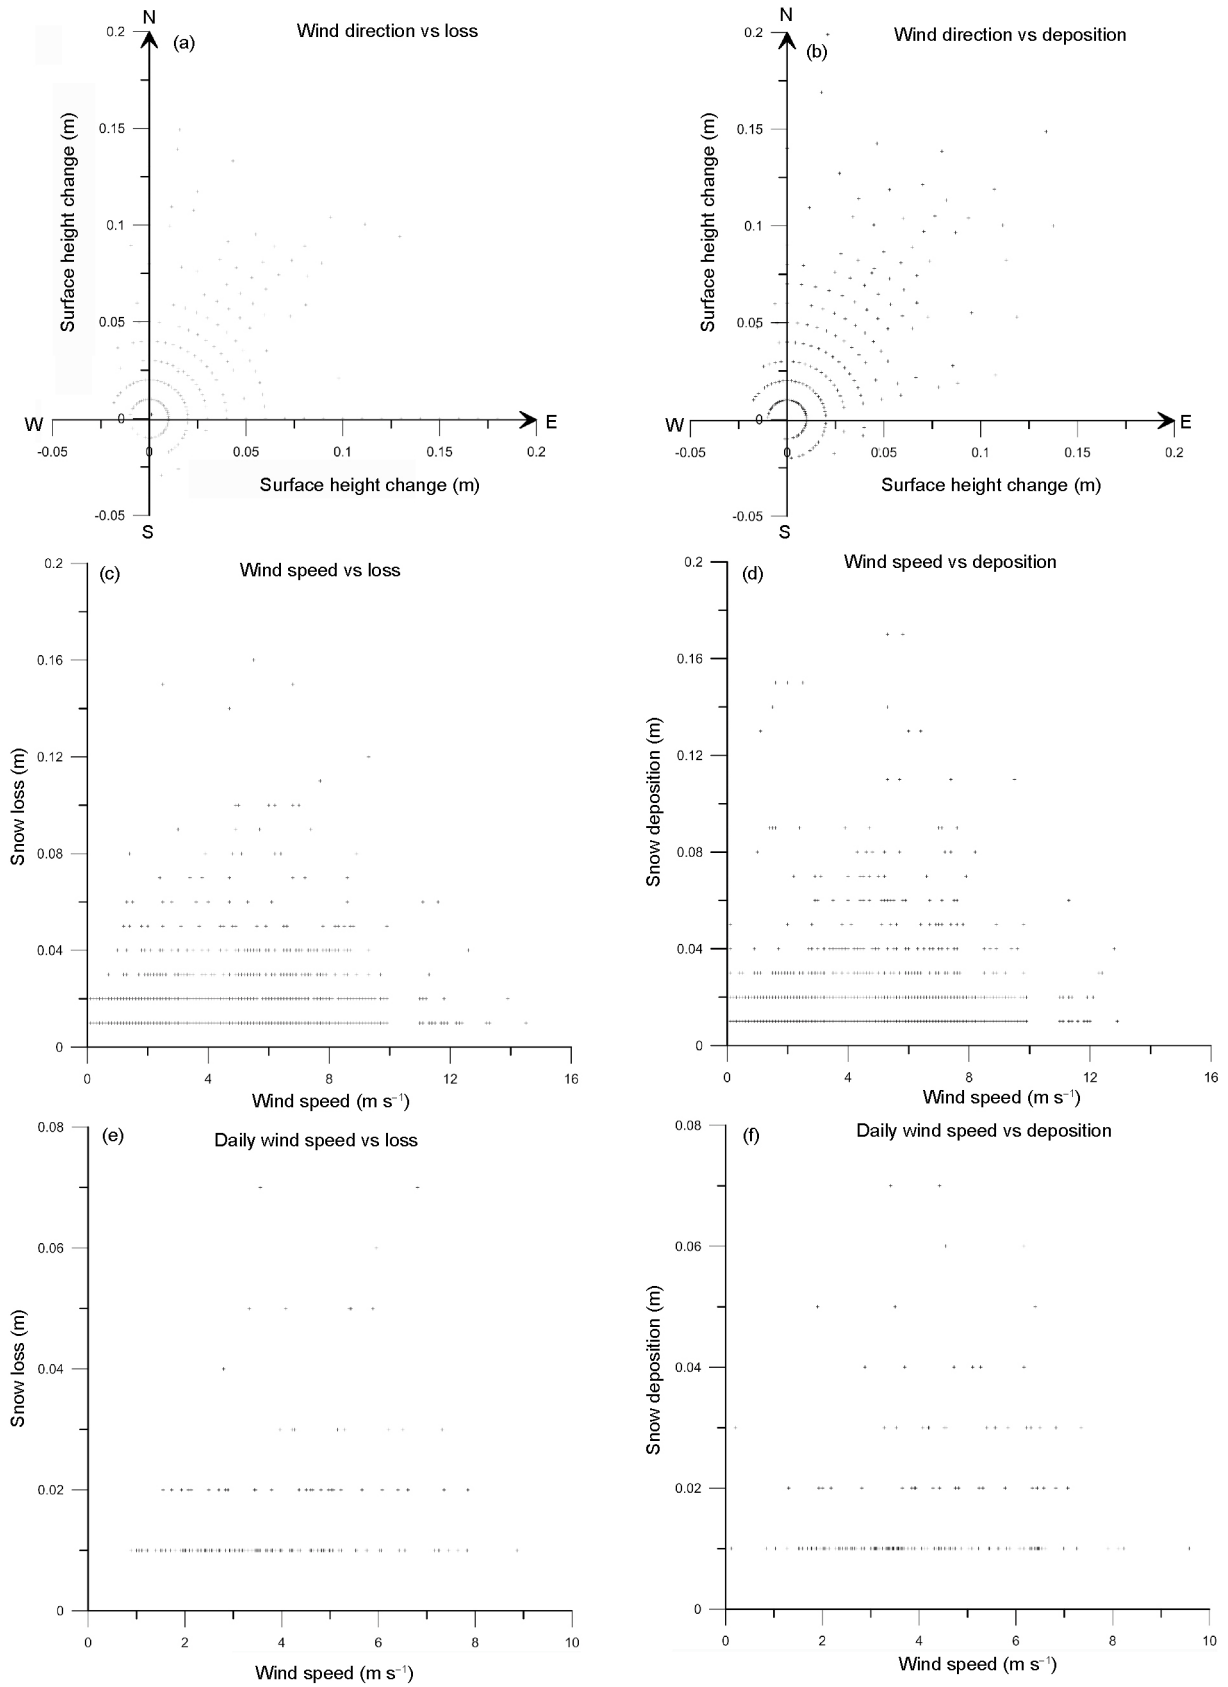 N
0.2
(a)
Wind direction vs loss
0.15
0.1
0.05
0
Surface height change (m)
W
E
-0.05
0
0.05
0.1
0.15
0.2
Surface height change (m)
-0.05
S
N
0.2
(b)
Wind direction vs deposition
0.15
0.1
0.05
0
Surface height change (m)
W
E
-0.05
0
0.05
0.1
0.15
0.2
Surface height change (m)
-0.05
S
(c)
Wind speed vs loss
0.2
0.16
0.12
0.08
0.04
0
Snow loss (m)
0
4
8
12
16
Wind speed (m s⁻¹)
(d)
Wind speed vs deposition
0.2
0.16
0.12
0.08
0.04
0
Snow deposition (m)
0
4
8
12
16
Wind speed (m s⁻¹)
(e)
Daily wind speed vs loss
0.08
0.06
0.04
0.02
0
Snow loss (m)
0
2
4
6
8
10
Wind speed (m s⁻¹)
(f)
Daily wind speed vs deposition
0.08
0.06
0.04
0.02
0
Snow deposition (m)
0
2
4
6
8
10
Wind speed (m s⁻¹)